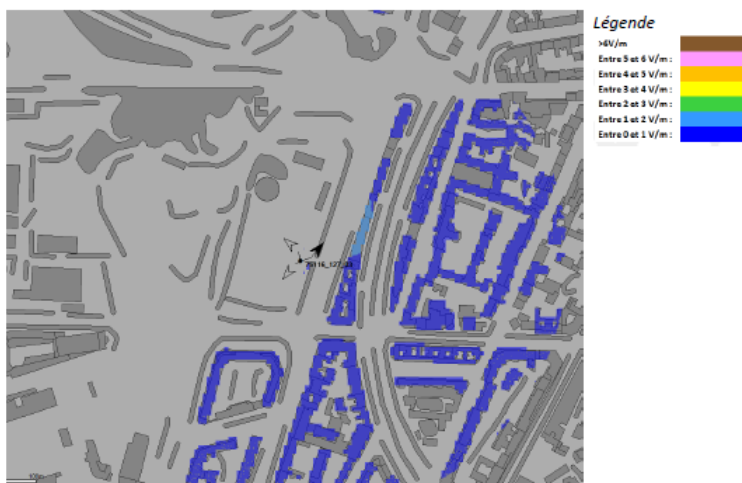 Légende
>6V/m
Entre 5 et 6 V/m :
Entre 4 et 5 V/m :
Entre 3 et 4 V/m :
Entre 2 et 3 V/m :
Entre 1 et 2 V/m :
Entre 0 et 1 V/m :